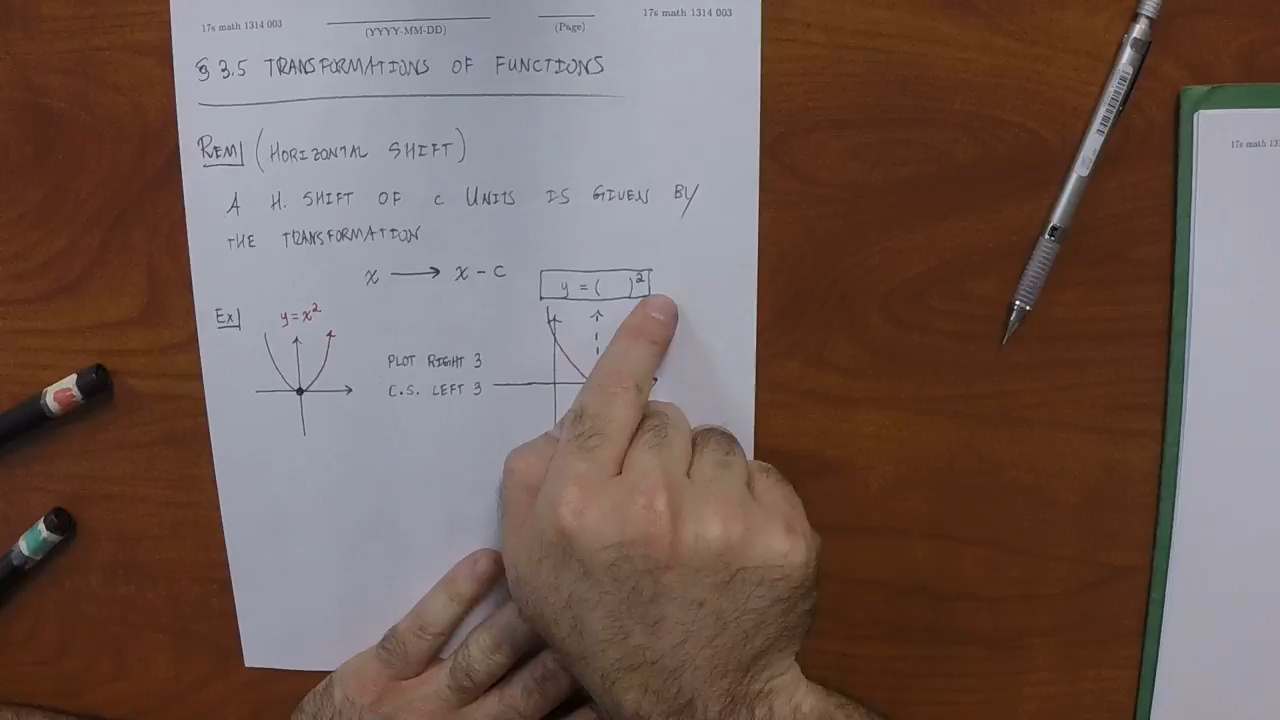 17s math 1314 003
(YYYY-MM-DD)
(Page)
17s math 1314 003
§ 3.5 TRANSFORMATIONS OF FUNCTIONS
REM (HORIZONTAL SHIFT)
A H. SHIFT OF c UNITS IS GIVEN BY
THE TRANSFORMATION
x → x - c
y = ( )²
Ex
y = x²
PLOT RIGHT 3
C.S. LEFT 3
17s math 13